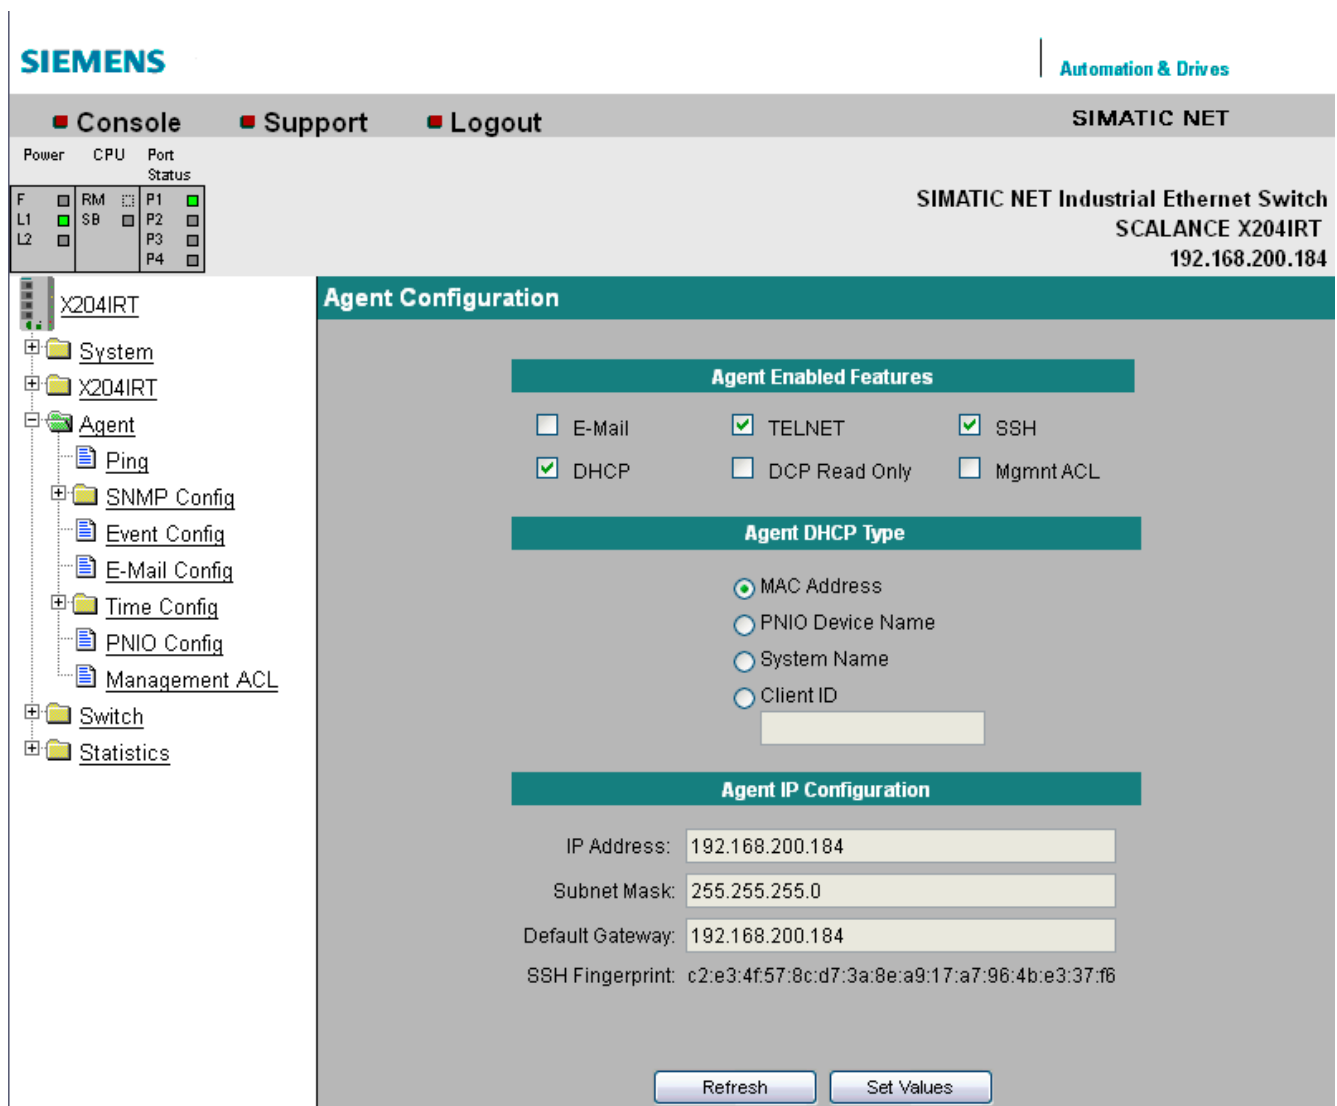 SIEMENS
Automation & Drives
Console Support Logout SIMATIC NET
Power CPU Port
Status
F RM P1
L1 SB P2
L2 P3
P4
SIMATIC NET Industrial Ethernet Switch
SCALANCE X204IRT
192.168.200.184
X204IRT
System
X204IRT
Agent
Ping
SNMP Config
Event Config
E-Mail Config
Time Config
PNIO Config
Management ACL
Switch
Statistics
Agent Configuration
Agent Enabled Features
E-Mail TELNET SSH
DHCP DCP Read Only Mgmnt ACL
Agent DHCP Type
MAC Address
PNIO Device Name
System Name
Client ID
Agent IP Configuration
IP Address: 192.168.200.184
Subnet Mask: 255.255.255.0
Default Gateway: 192.168.200.184
SSH Fingerprint: c2:e3:4f:57:8c:d7:3a:8e:a9:17:a7:96:4b:e3:37:f6
Refresh Set Values